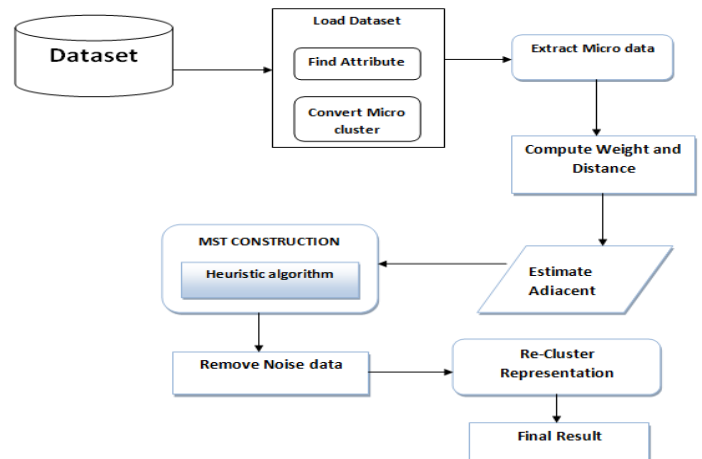 Dataset
Load Dataset
Find Attribute
Convert Micro
cluster
Extract Micro data
Compute Weight and
Distance
Estimate
Adiacent
MST CONSTRUCTION
Heuristic algorithm
Remove Noise data
Re-Cluster
Representation
Final Result